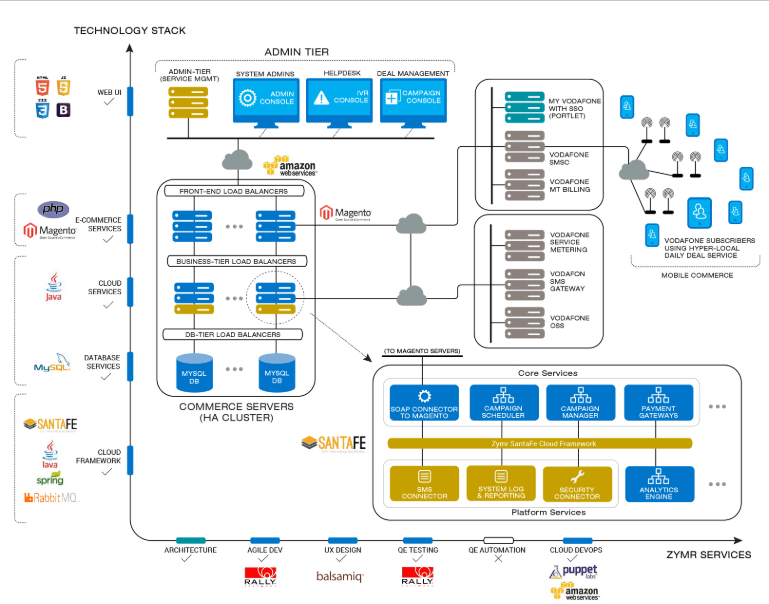 TECHNOLOGY STACK
ADMIN TIER
ADMIN-TIER
(SERVICE MGMT)
SYSTEM ADMINS
HELPDESK
DEAL MANAGEMENT
ADMIN
CONSOLE
IVR
CONSOLE
CAMPAIGN
CONSOLE
HTML
JS
CSS
B
WEB UI
MY VODAFONE
WITH SSO
(PORTLET)
VODAFONE
SMSC
VODAFONE
MT BILLING
amazon
webservices
FRONT-END LOAD BALANCERS
php
Magento
E-COMMERCE
SERVICES
Magento
BUSINESS-TIER LOAD BALANCERS
VODAFONE
SERVICE
METERING
VODAFON
SMS
GATEWAY
VODAFONE
OSS
VODAFONE SUBSCRIBERS
USING HYPER-LOCAL
DAILY DEAL SERVICE
MOBILE COMMERCE
Java
CLOUD
SERVICES
DB-TIER LOAD BALANCERS
MySQL
DATABASE
SERVICES
MYSQL
DB
MYSQL
DB
COMMERCE SERVERS
(HA CLUSTER)
(TO MAGENTO SERVERS)
Core Services
SOAP CONNECTOR
TO MAGENTO
CAMPAIGN
SCHEDULER
CAMPAIGN
MANAGER
PAYMENT
GATEWAYS
SANTAFE
Zymr SantaFe Cloud Framework
SMS
CONNECTOR
SYSTEM LOG
& REPORTING
SECURITY
CONNECTOR
ANALYTICS
ENGINE
Platform Services
SANTAFE
Java
spring
RabbitMQ
CLOUD
FRAMEWORK
ARCHITECTURE
AGILE DEV
UX DESIGN
QE TESTING
QE AUTOMATION
CLOUD DEVOPS
ZYMR SERVICES
RALLY
balsamiq
RALLY
puppet
labs
amazon
webservices